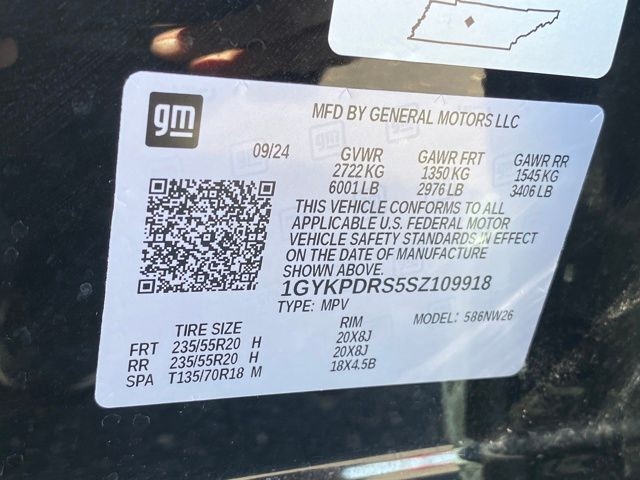 gm
MFD BY GENERAL MOTORS LLC
09/24 GVWR GAWR FRT GAWR RR
2722 KG 1350 KG 1545 KG
6001 LB 2976 LB 3406 LB
THIS VEHICLE CONFORMS TO ALL
APPLICABLE U.S. FEDERAL MOTOR
VEHICLE SAFETY STANDARDS IN EFFECT
ON THE DATE OF MANUFACTURE
SHOWN ABOVE.
1GYKPDRS5SZ109918
TYPE: MPV MODEL: 586NW26
TIRE SIZE RIM
FRT 235/55R20 H 20X8J
RR 235/55R20 H 20X8J
SPA T135/70R18 M 18X4.5B